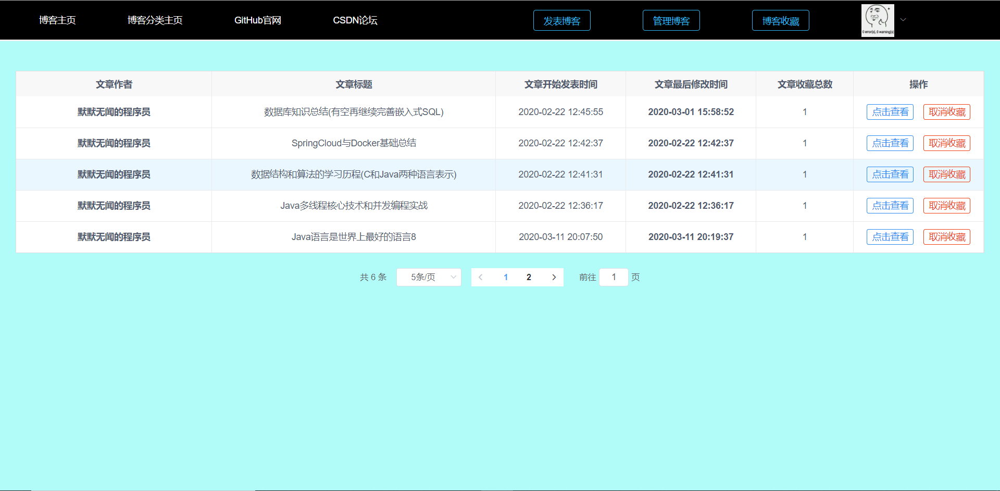 博客主页 博客分类主页 GitHub官网 CSDN论坛 发表博客 管理博客 博客收藏
0 error(s), 0 warning(s)
文章作者 文章标题 文章开始发表时间 文章最后修改时间 文章收藏总数 操作
默默无闻的程序员 数据库知识总结(有空再继续完善嵌入式SQL) 2020-02-22 12:45:55 2020-03-01 15:58:52 1 点击查看 取消收藏
默默无闻的程序员 SpringCloud与Docker基础总结 2020-02-22 12:42:37 2020-02-22 12:42:37 1 点击查看 取消收藏
默默无闻的程序员 数据结构和算法的学习历程(C和Java两种语言表示) 2020-02-22 12:41:31 2020-02-22 12:41:31 1 点击查看 取消收藏
默默无闻的程序员 Java多线程核心技术和并发编程实战 2020-02-22 12:36:17 2020-02-22 12:36:17 1 点击查看 取消收藏
默默无闻的程序员 Java语言是世界上最好的语言8 2020-03-11 20:07:50 2020-03-11 20:19:37 1 点击查看 取消收藏
共 6 条 5条/页 1 2 前往 1 页